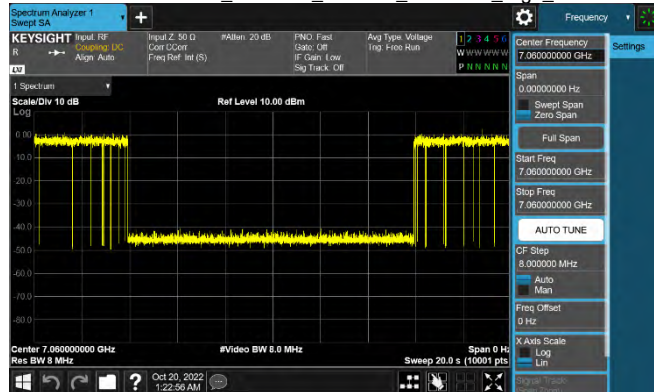 Spectrum Analyzer 1
Swept SA
+
Frequency
KEYSIGHT
R
LXI
Input: RF
Coupling: DC
Align: Auto
Input Z: 50 Ω
Corr CCorr
Freq Ref: Int (S)
#Atten: 20 dB
PNO: Fast
Gate: Off
IF Gain: Low
Sig Track: Off
Avg Type: Voltage
Trig: Free Run
1 2 3 4 5 6
W W W W W W
P N N N N N
1 Spectrum
Scale/Div 10 dB
Ref Level 10.00 dBm
Log
0.00
-10.0
-20.0
-30.0
-40.0
-50.0
-60.0
-70.0
-80.0
Center 7.060000000 GHz
#Video BW 8.0 MHz
Span 0 Hz
Res BW 8 MHz
Sweep 20.0 s (10001 pts
Oct 20, 2022
1:22:56 AM
Center Frequency
7.060000000 GHz
Settings
Span
0.00000000 Hz
Swept Span
Zero Span
Full Span
Start Freq
7.060000000 GHz
Stop Freq
7.060000000 GHz
AUTO TUNE
CF Step
8.000000 MHz
Auto
Man
Freq Offset
0 Hz
X Axis Scale
Log
Lin
Signal Track